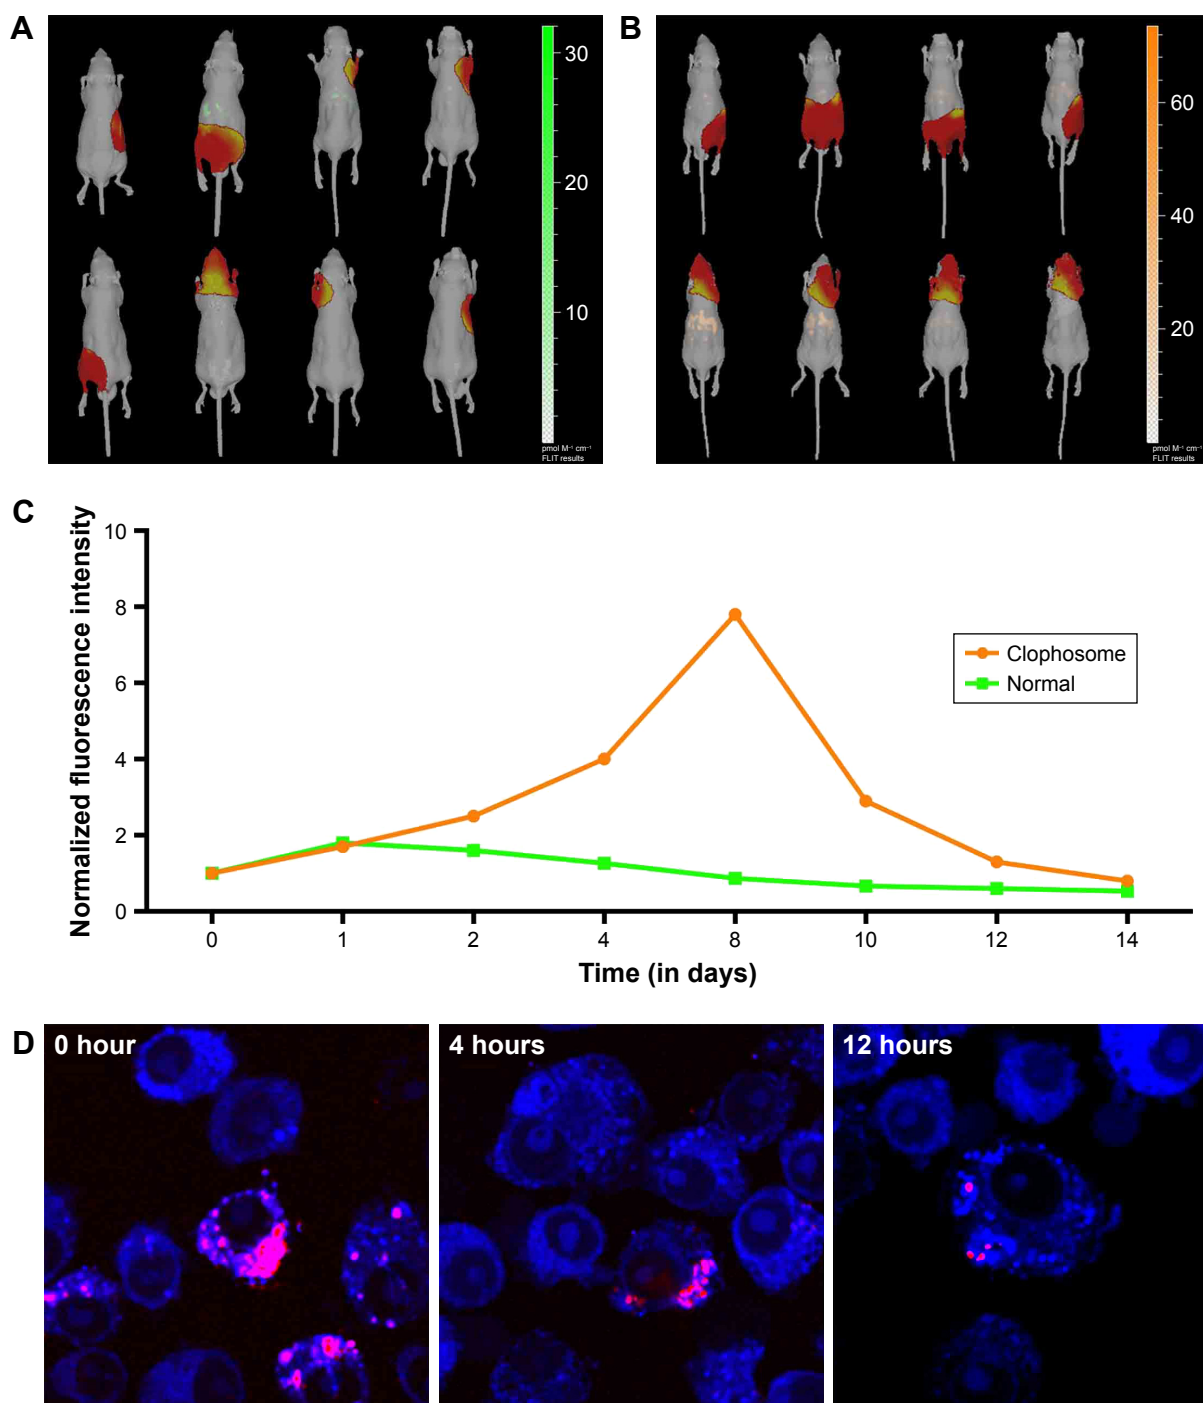 A
30
20
10
pmol M⁻¹ cm⁻¹
FLIT results
B
60
40
20
pmol M⁻¹ cm⁻¹
FLIT results
C
Normalized fluorescence intensity
10
8
6
4
2
0
Clophosome
Normal
0 1 2 4 8 10 12 14
Time (in days)
D
0 hour
4 hours
12 hours